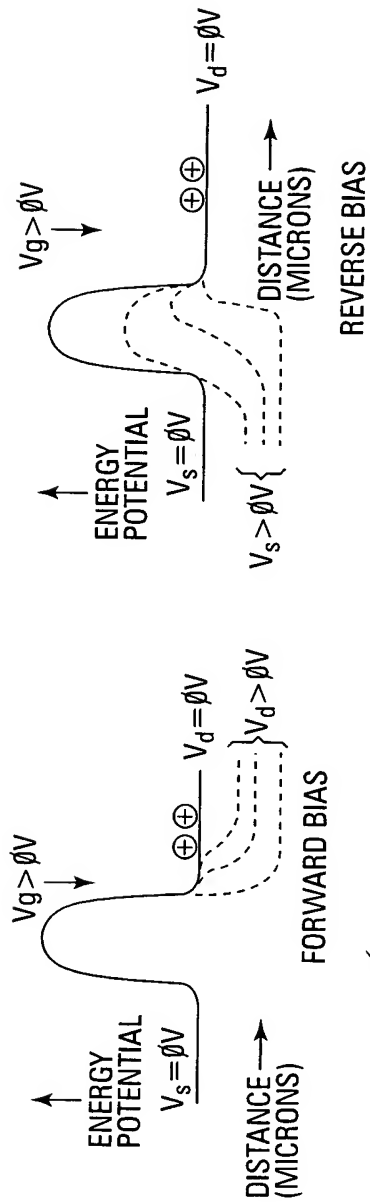 ENERGY
POTENTIAL
Vg>ØV
Vs=ØV
⊕⊕
Vd=ØV
Vd>ØV
DISTANCE
(MICRONS)
FORWARD BIAS
ENERGY
POTENTIAL
Vg>ØV
Vs=ØV
⊕⊕
Vd=ØV
Vs>ØV
DISTANCE
(MICRONS)
REVERSE BIAS